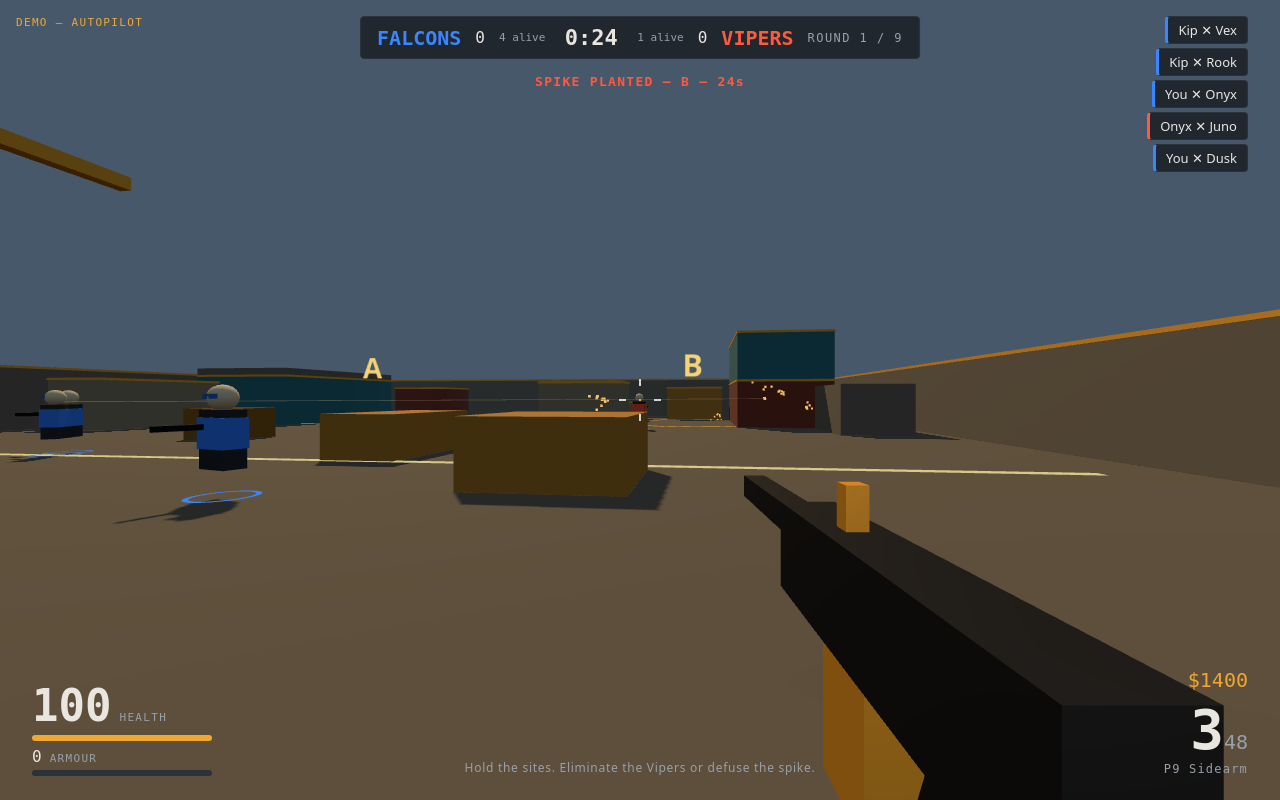 DEMO — AUTOPILOT
FALCONS 0 4 alive 0:24 1 alive 0 VIPERS ROUND 1 / 9
SPIKE PLANTED — B — 24s
Kip ✕ Vex
Kip ✕ Rook
You ✕ Onyx
Onyx ✕ Juno
You ✕ Dusk
A
B
100 HEALTH
0 ARMOUR
Hold the sites. Eliminate the Vipers or defuse the spike.
$1400
3 48
P9 Sidearm